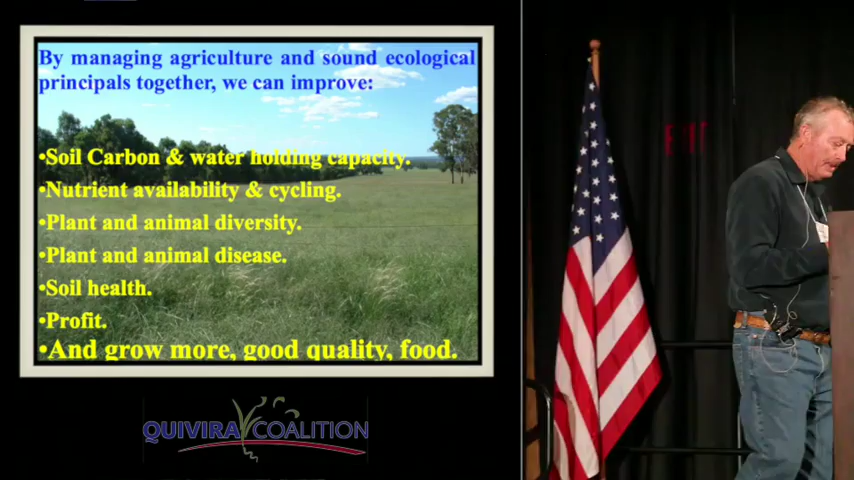 By managing agriculture and sound ecological
principals together, we can improve:
•Soil Carbon & water holding capacity.
•Nutrient availability & cycling.
•Plant and animal diversity.
•Plant and animal disease.
•Soil health.
•Profit.
•And grow more, good quality, food.
QUIVIRA COALITION
EXIT